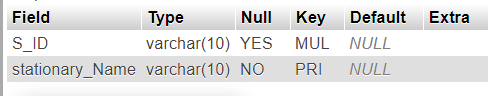 Field Type Null Key Default Extra
S_ID varchar(10) YES MUL NULL
stationary_Name varchar(10) NO PRI NULL